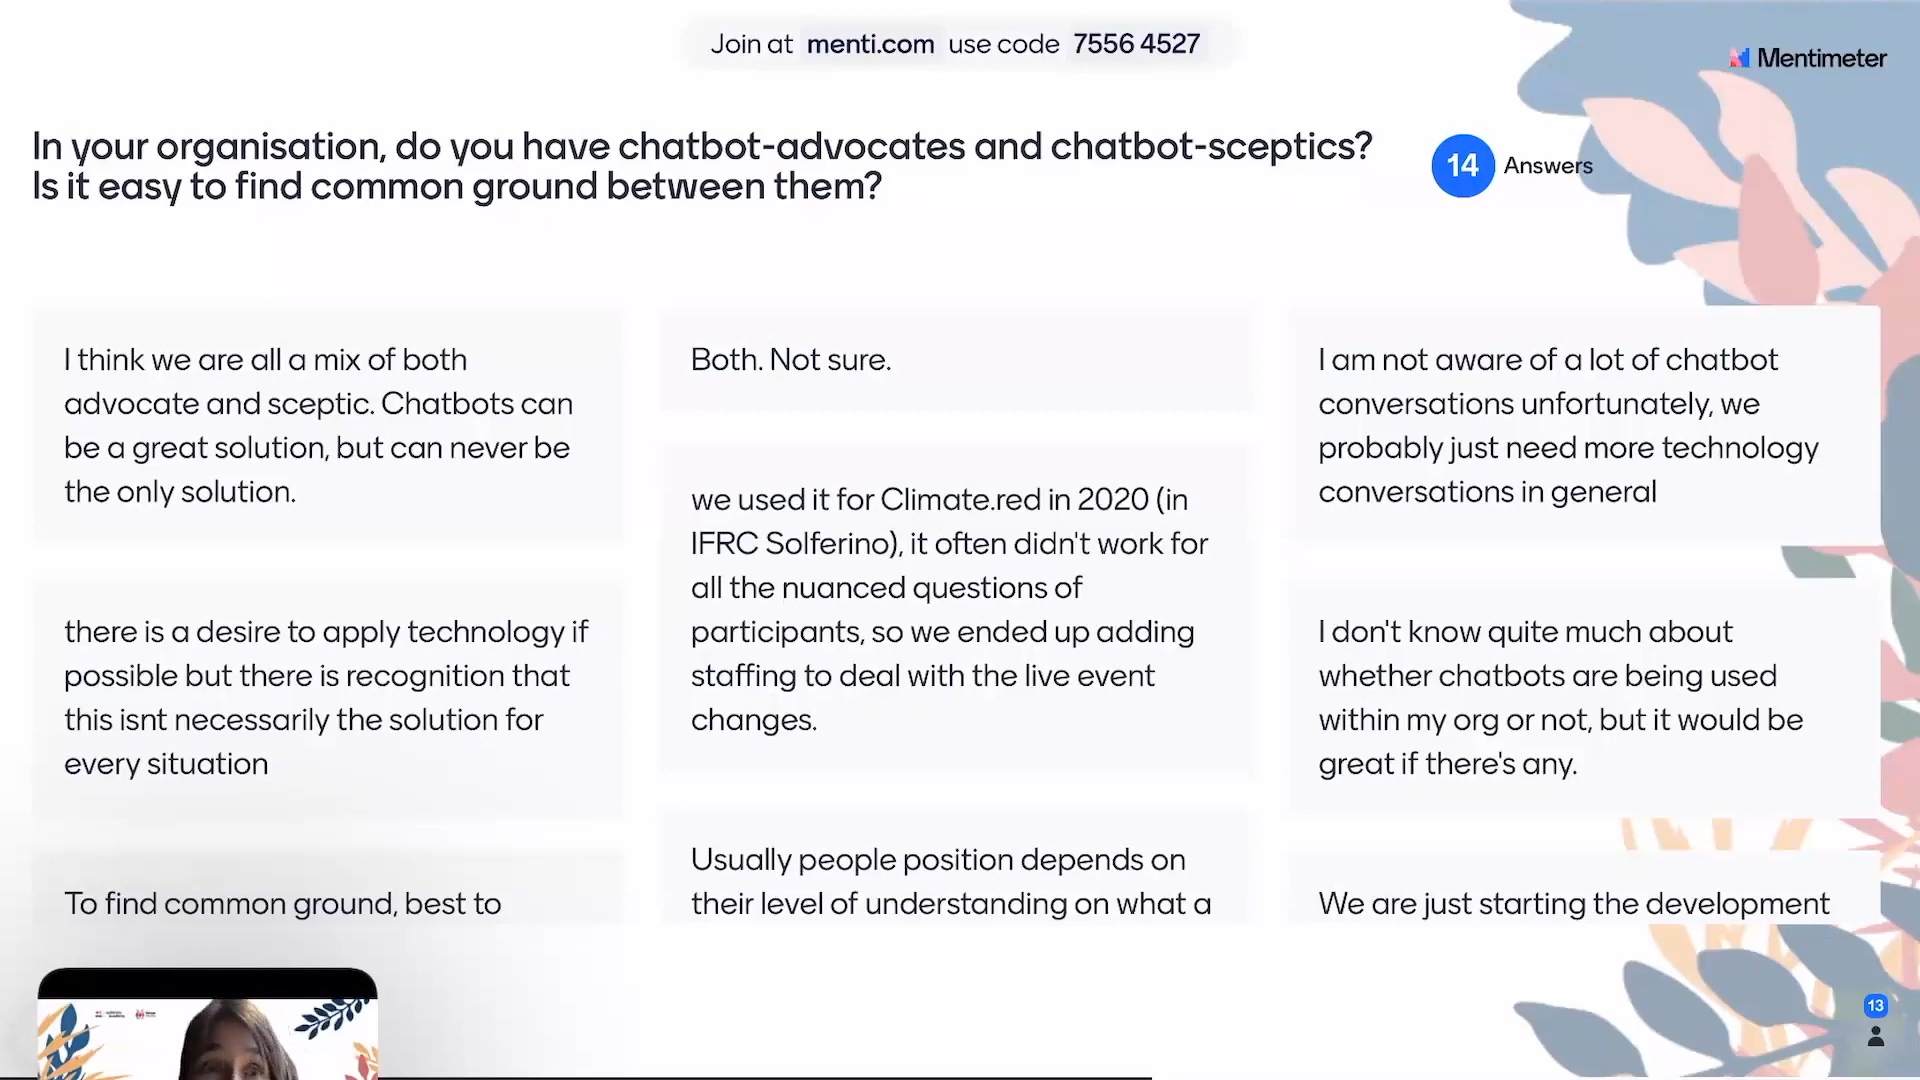 Join at menti.com use code 7556 4527
Mentimeter
In your organisation, do you have chatbot-advocates and chatbot-sceptics?
Is it easy to find common ground between them?
14 Answers
I think we are all a mix of both
advocate and sceptic. Chatbots can
be a great solution, but can never be
the only solution.
there is a desire to apply technology if
possible but there is recognition that
this isnt necessarily the solution for
every situation
To find common ground, best to
Both. Not sure.
we used it for Climate.red in 2020 (in
IFRC Solferino), it often didn't work for
all the nuanced questions of
participants, so we ended up adding
staffing to deal with the live event
changes.
Usually people position depends on
their level of understanding on what a
I am not aware of a lot of chatbot
conversations unfortunately, we
probably just need more technology
conversations in general
I don't know quite much about
whether chatbots are being used
within my org or not, but it would be
great if there's any.
We are just starting the development
13